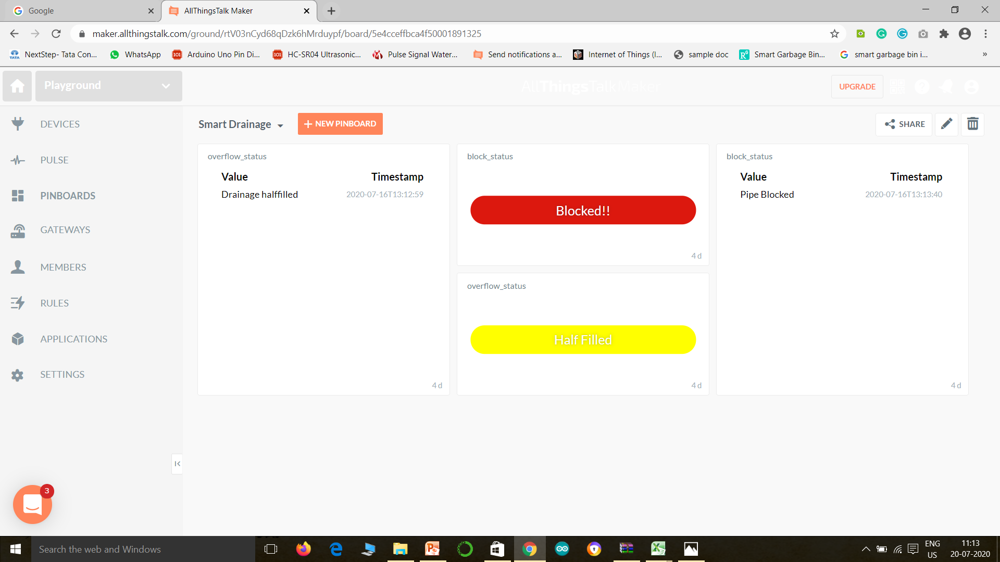 Google
AllThingsTalk Maker
maker.allthingstalk.com/ground/rtV03nCyd68qDzk6hMrduypf/board/5e4cceffbca4f50001891325
NextStep- Tata Con... WhatsApp Arduino Uno Pin Di... HC-SR04 Ultrasonic... Pulse Signal Water... Send notifications a... Internet of Things (I... sample doc Smart Garbage Bin... smart garbage bin i... »
Playground
AllThingsTalk Maker
UPGRADE
DEVICES
PULSE
PINBOARDS
GATEWAYS
MEMBERS
RULES
APPLICATIONS
SETTINGS
3
Smart Drainage
+ NEW PINBOARD
SHARE
overflow_status
Value Timestamp
Drainage halffilled 2020-07-16T13:12:59
4 d
block_status
Blocked!!
4 d
overflow_status
Half Filled
4 d
block_status
Value Timestamp
Pipe Blocked 2020-07-16T13:13:40
4 d
Search the web and Windows
ENG
US
11:13
20-07-2020